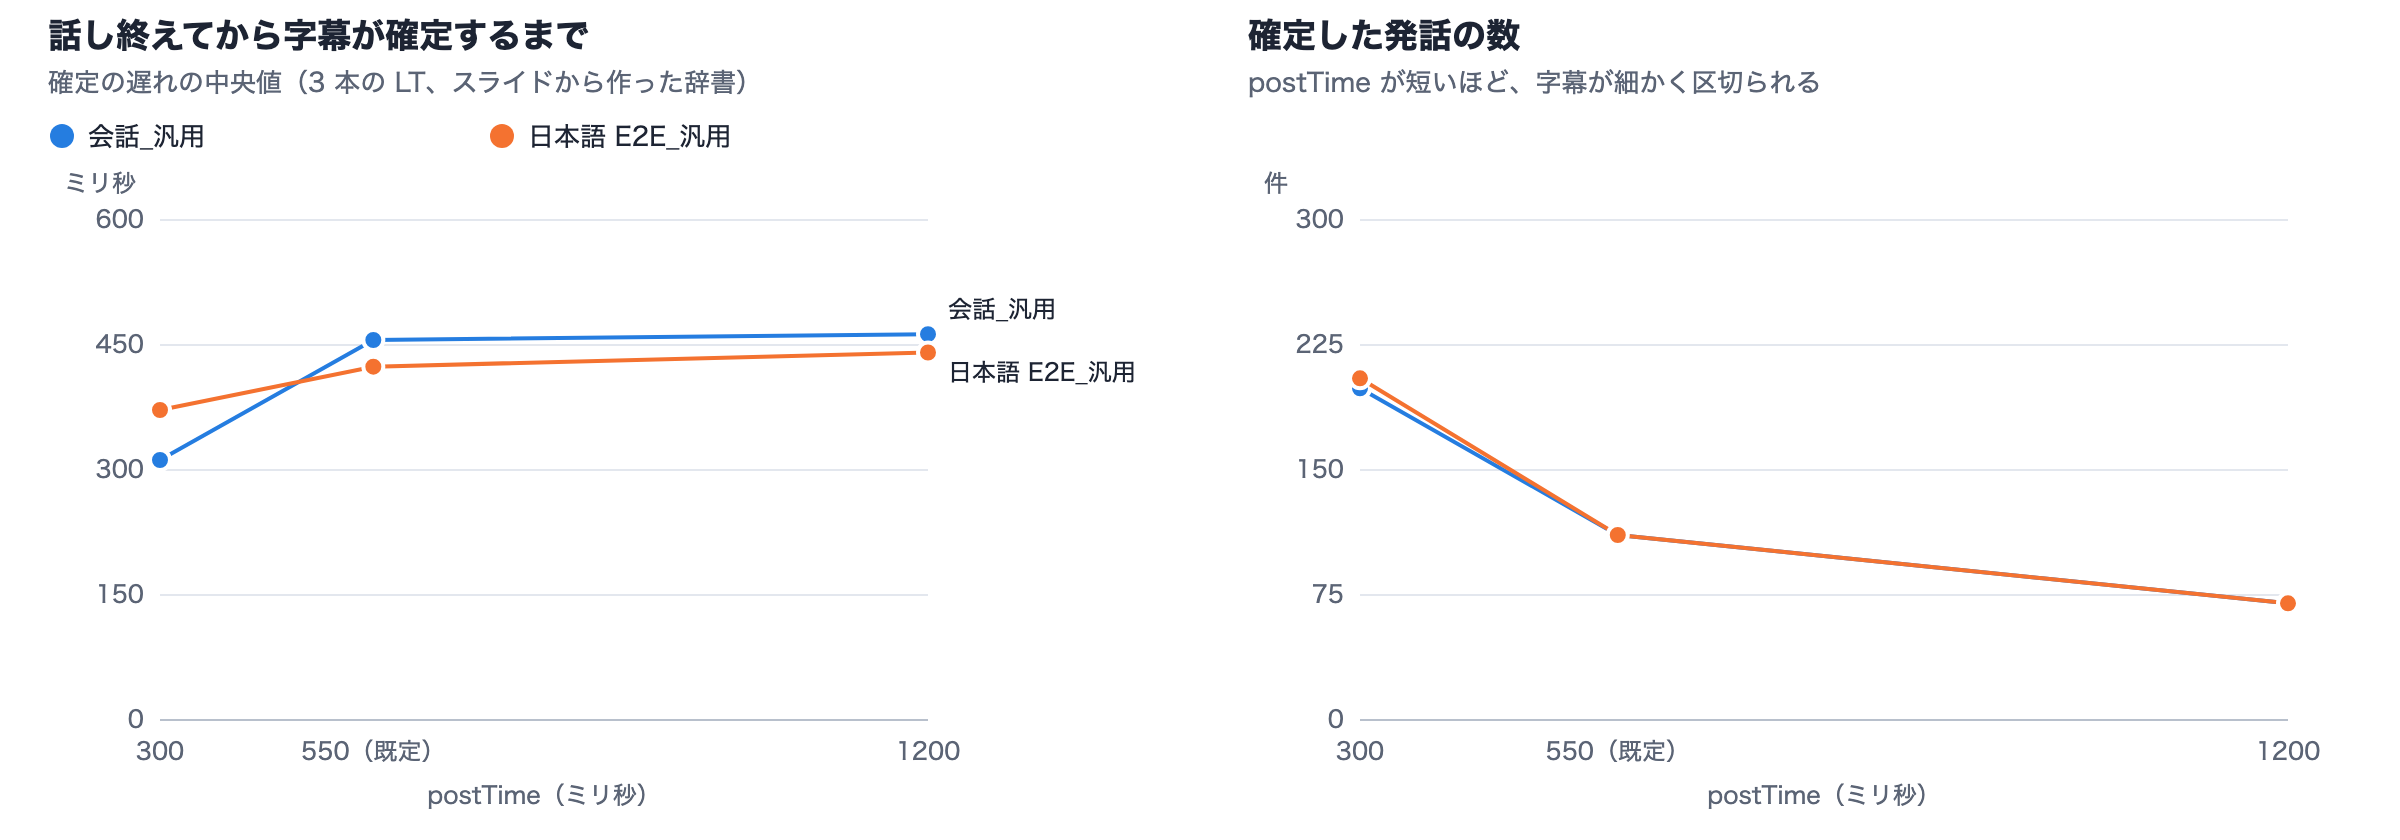 話し終えてから字幕が確定するまで
確定の遅れの中央値（3 本の LT、スライドから作った辞書）
会話_汎用
日本語 E2E_汎用
ミリ秒
600
450
300
150
0
会話_汎用
日本語 E2E_汎用
300
550（既定）
1200
postTime（ミリ秒）
確定した発話の数
postTime が短いほど、字幕が細かく区切られる
件
300
225
150
75
0
300
550（既定）
1200
postTime（ミリ秒）